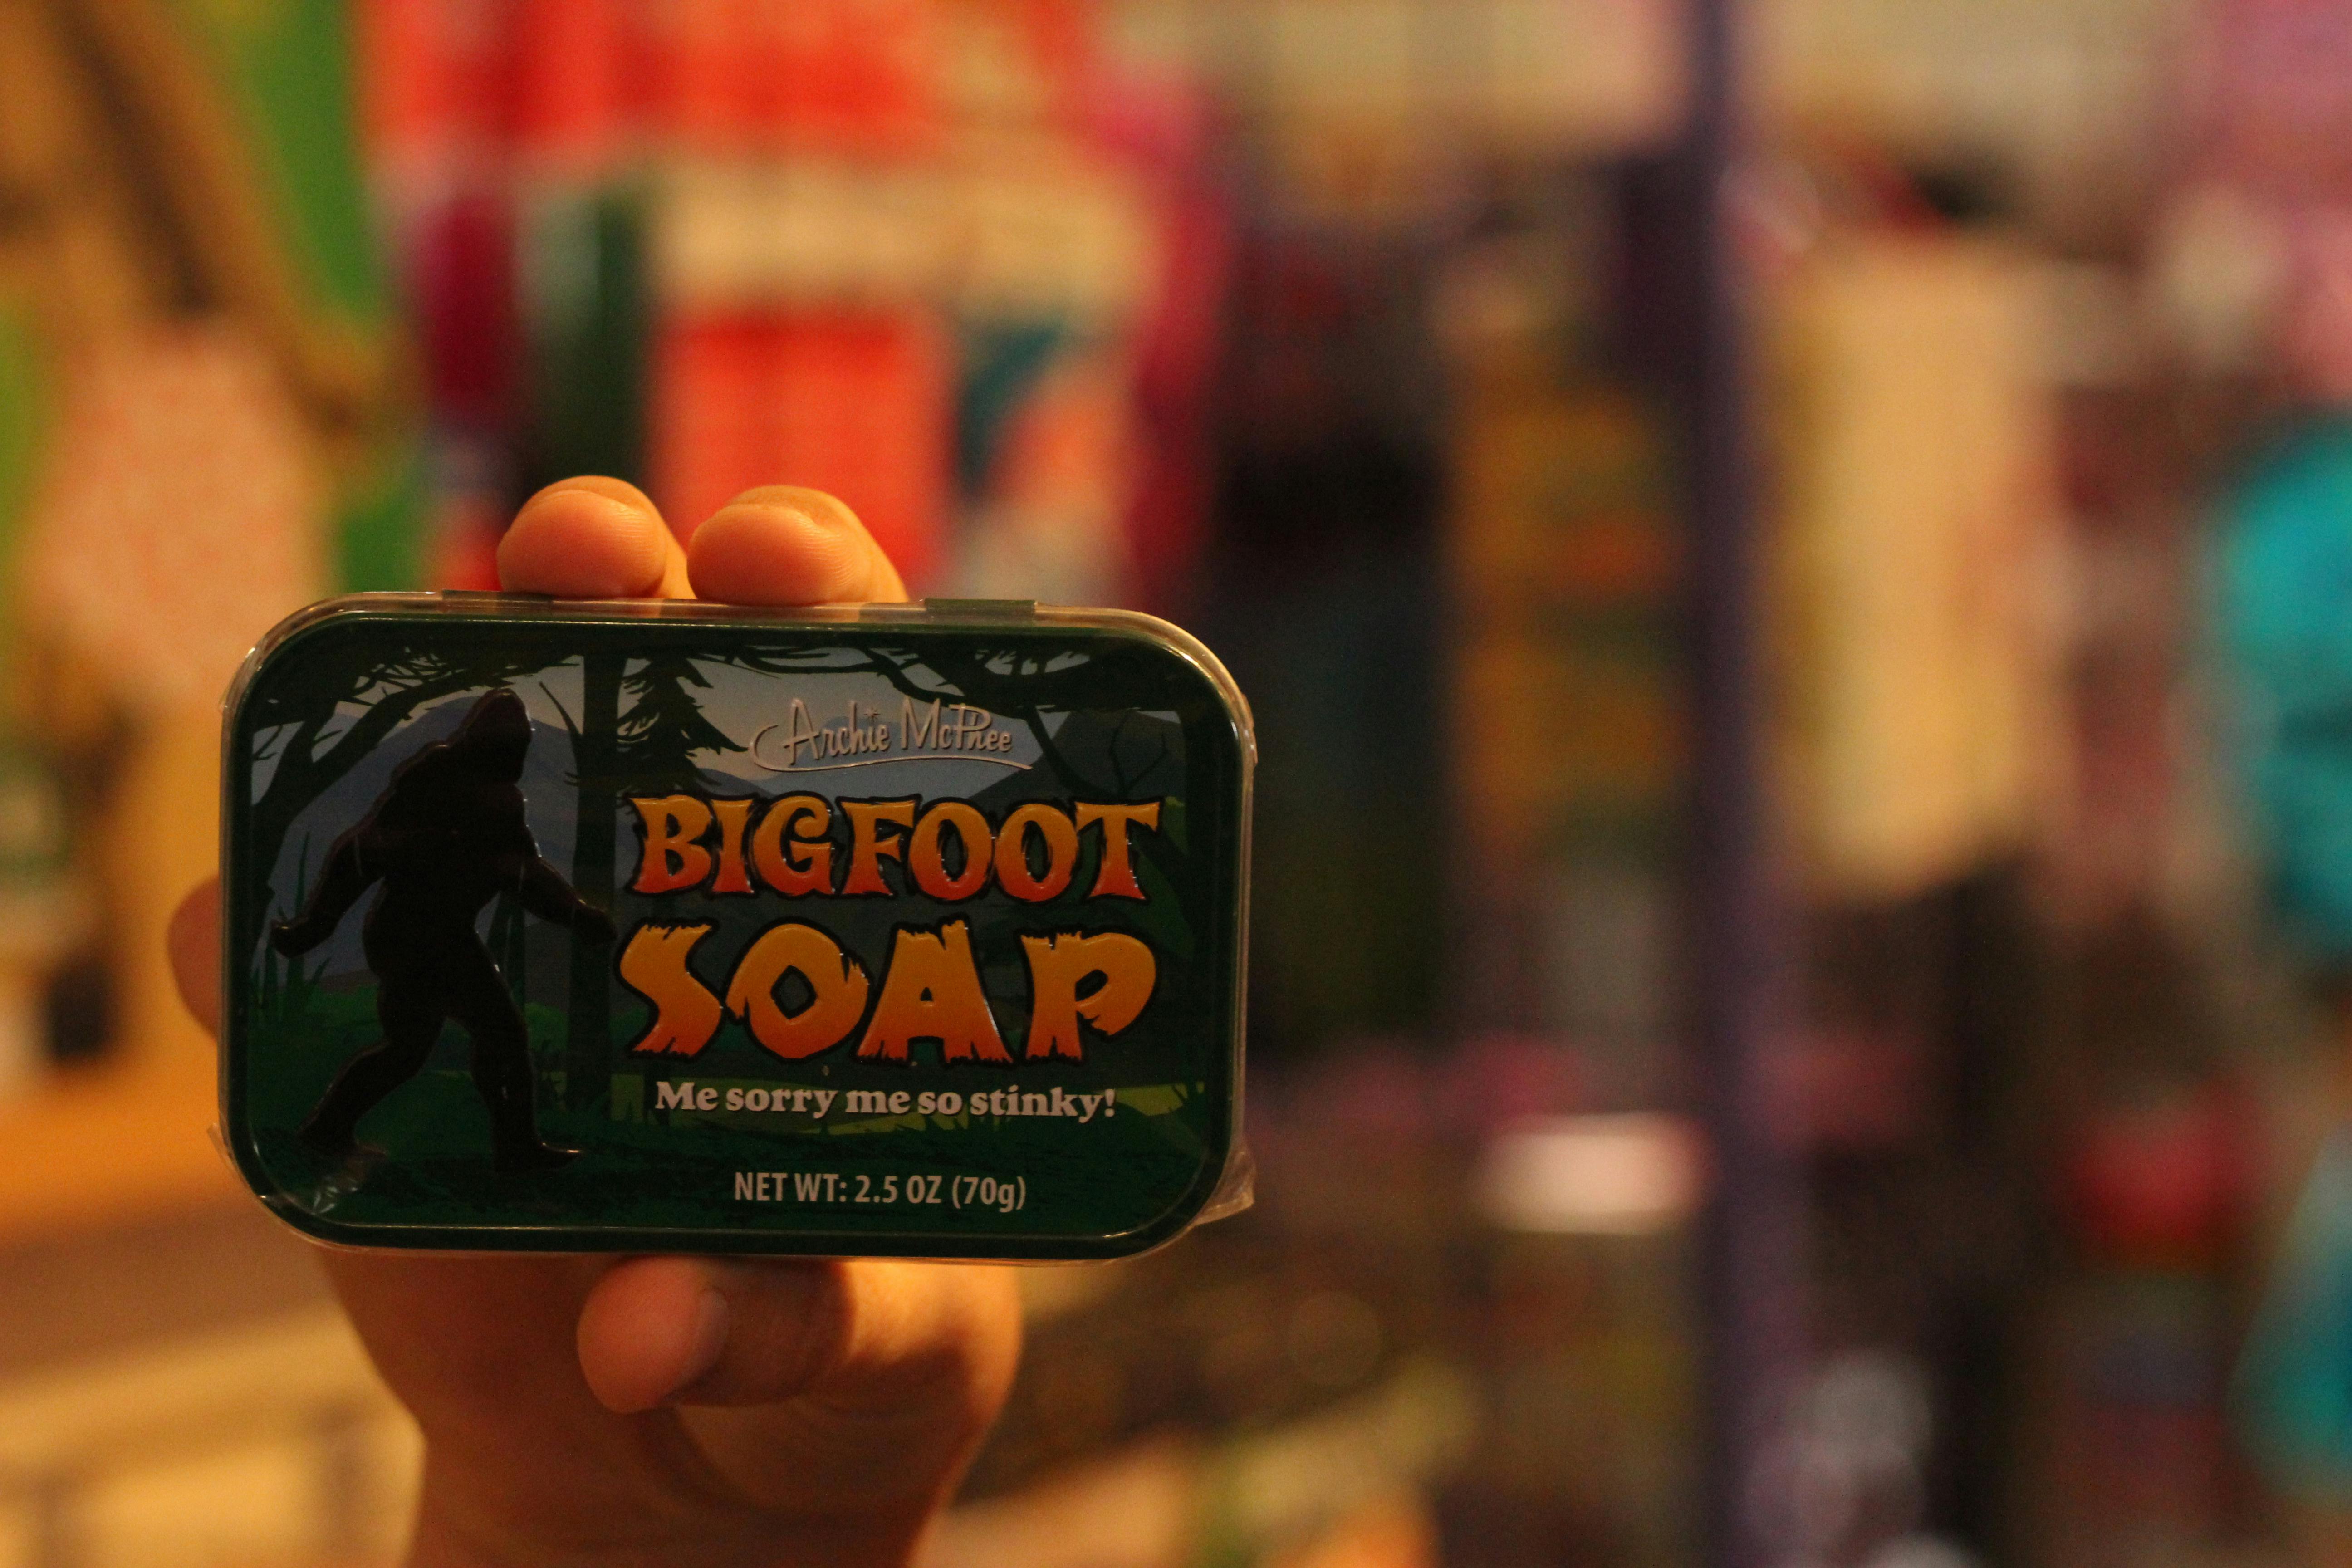 Archie McPhee
BIGFOOT
SOAP
Me sorry me so stinky!
NET WT: 2.5 OZ (70g)